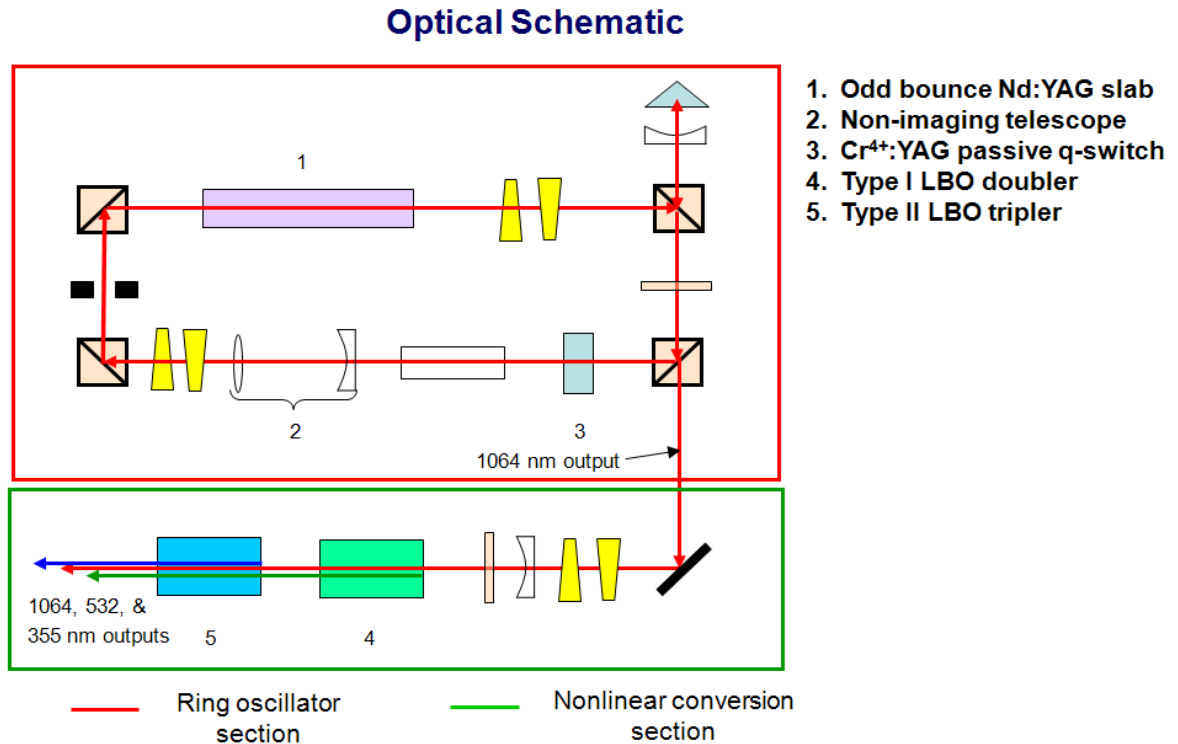 Optical Schematic
1. Odd bounce Nd:YAG slab
2. Non-imaging telescope
3. Cr⁴⁺:YAG passive q-switch
4. Type I LBO doubler
5. Type II LBO tripler
1
2
3
1064 nm output
1064, 532, &
355 nm outputs
5
4
Ring oscillator
section
Nonlinear conversion
section